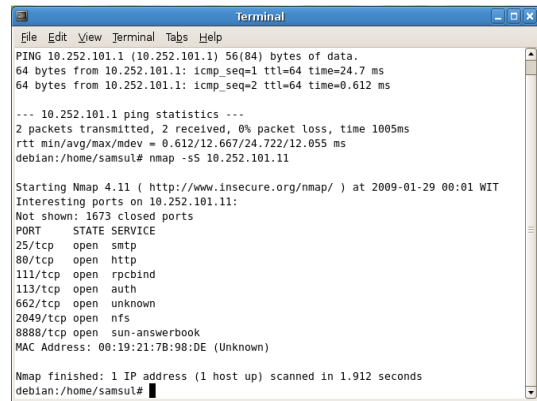 Terminal
File Edit View Terminal Tabs Help
PING 10.252.101.1 (10.252.101.1) 56(84) bytes of data.
64 bytes from 10.252.101.1: icmp_seq=1 ttl=64 time=24.7 ms
64 bytes from 10.252.101.1: icmp_seq=2 ttl=64 time=0.612 ms
--- 10.252.101.1 ping statistics ---
2 packets transmitted, 2 received, 0% packet loss, time 1005ms
rtt min/avg/max/mdev = 0.612/12.667/24.722/12.055 ms
debian:/home/samsul# nmap -sS 10.252.101.11
Starting Nmap 4.11 ( http://www.insecure.org/nmap/ ) at 2009-01-29 00:01 WIT
Interesting ports on 10.252.101.11:
Not shown: 1673 closed ports
PORT STATE SERVICE
25/tcp open smtp
80/tcp open http
111/tcp open rpcbind
113/tcp open auth
662/tcp open unknown
2049/tcp open nfs
8888/tcp open sun-answerbook
MAC Address: 00:19:21:7B:98:DE (Unknown)
Nmap finished: 1 IP address (1 host up) scanned in 1.912 seconds
debian:/home/samsul#